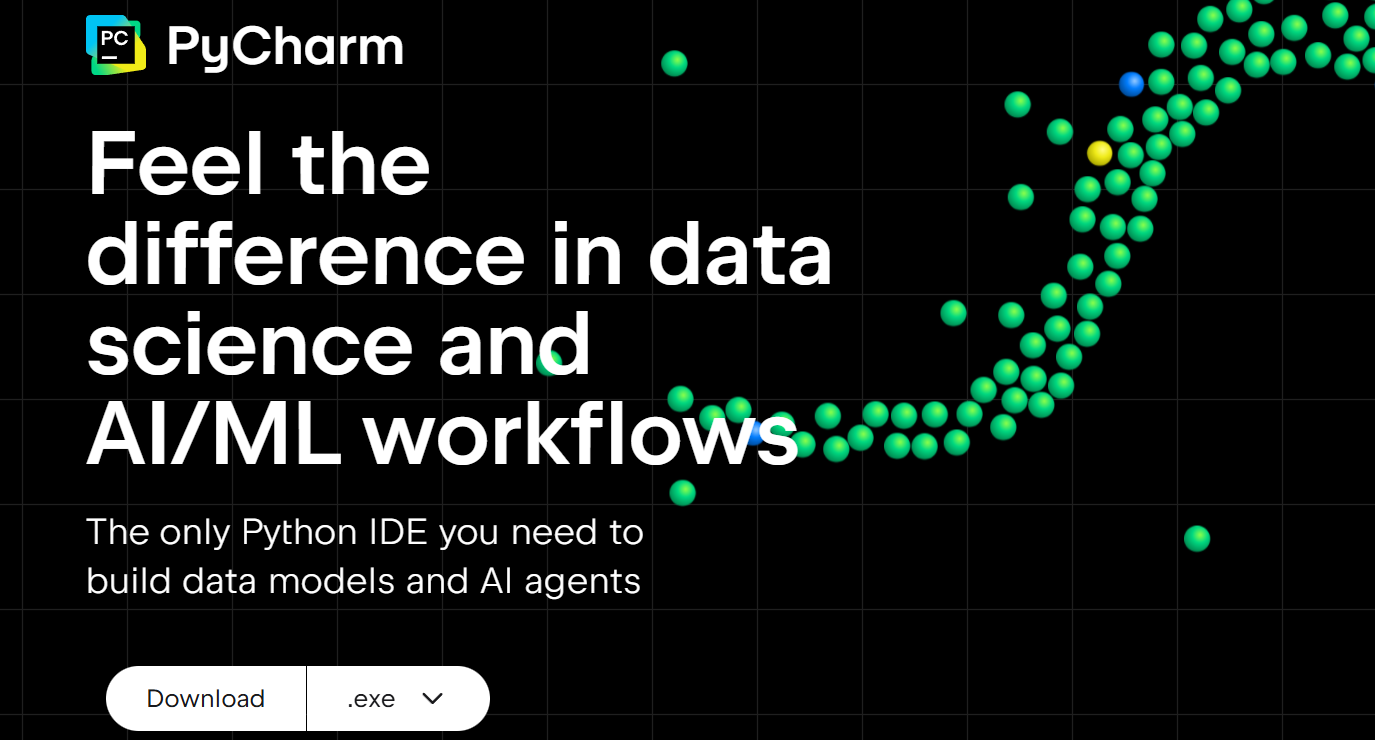 PC
PyCharm
Feel the
difference in data
science and
AI/ML workflows
The only Python IDE you need to
build data models and AI agents
Download
.exe